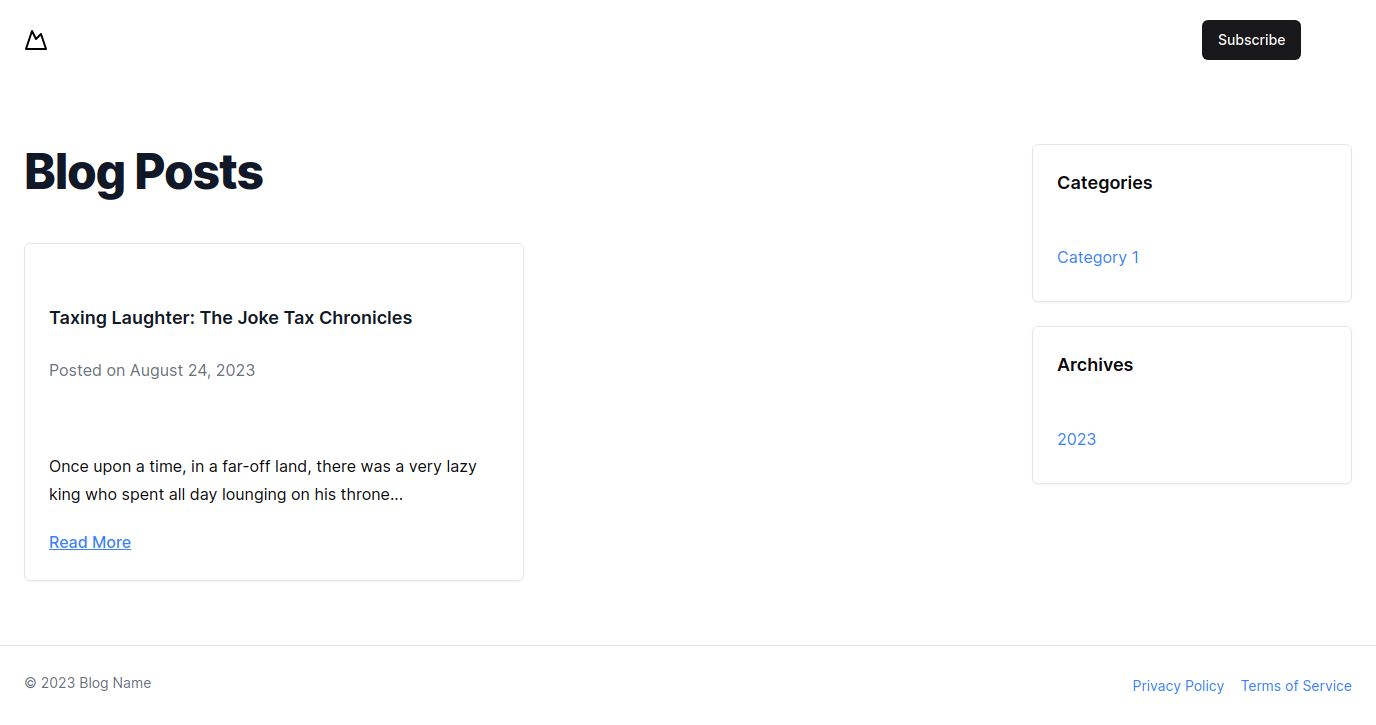 Subscribe
Blog Posts
Taxing Laughter: The Joke Tax Chronicles
Posted on August 24, 2023
Once upon a time, in a far-off land, there was a very lazy
king who spent all day lounging on his throne...
Read More
Categories
Category 1
Archives
2023
© 2023 Blog Name
Privacy Policy
Terms of Service